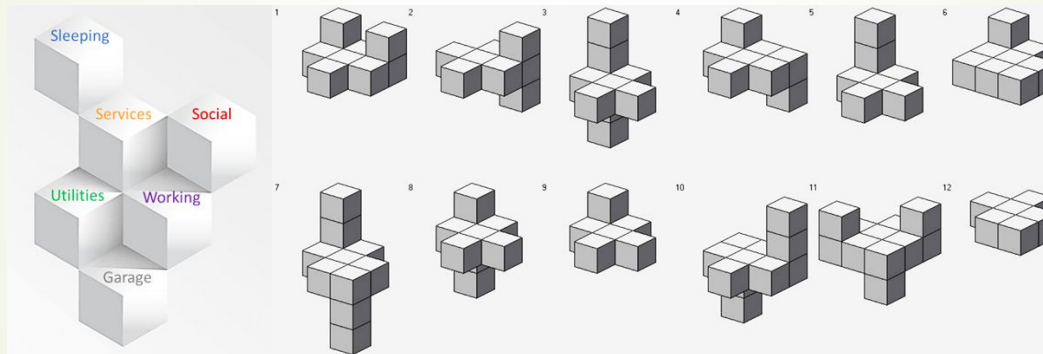 Sleeping
Services Social
Utilities Working
Garage
1 2 3 4 5 6
7 8 9 10 11 12